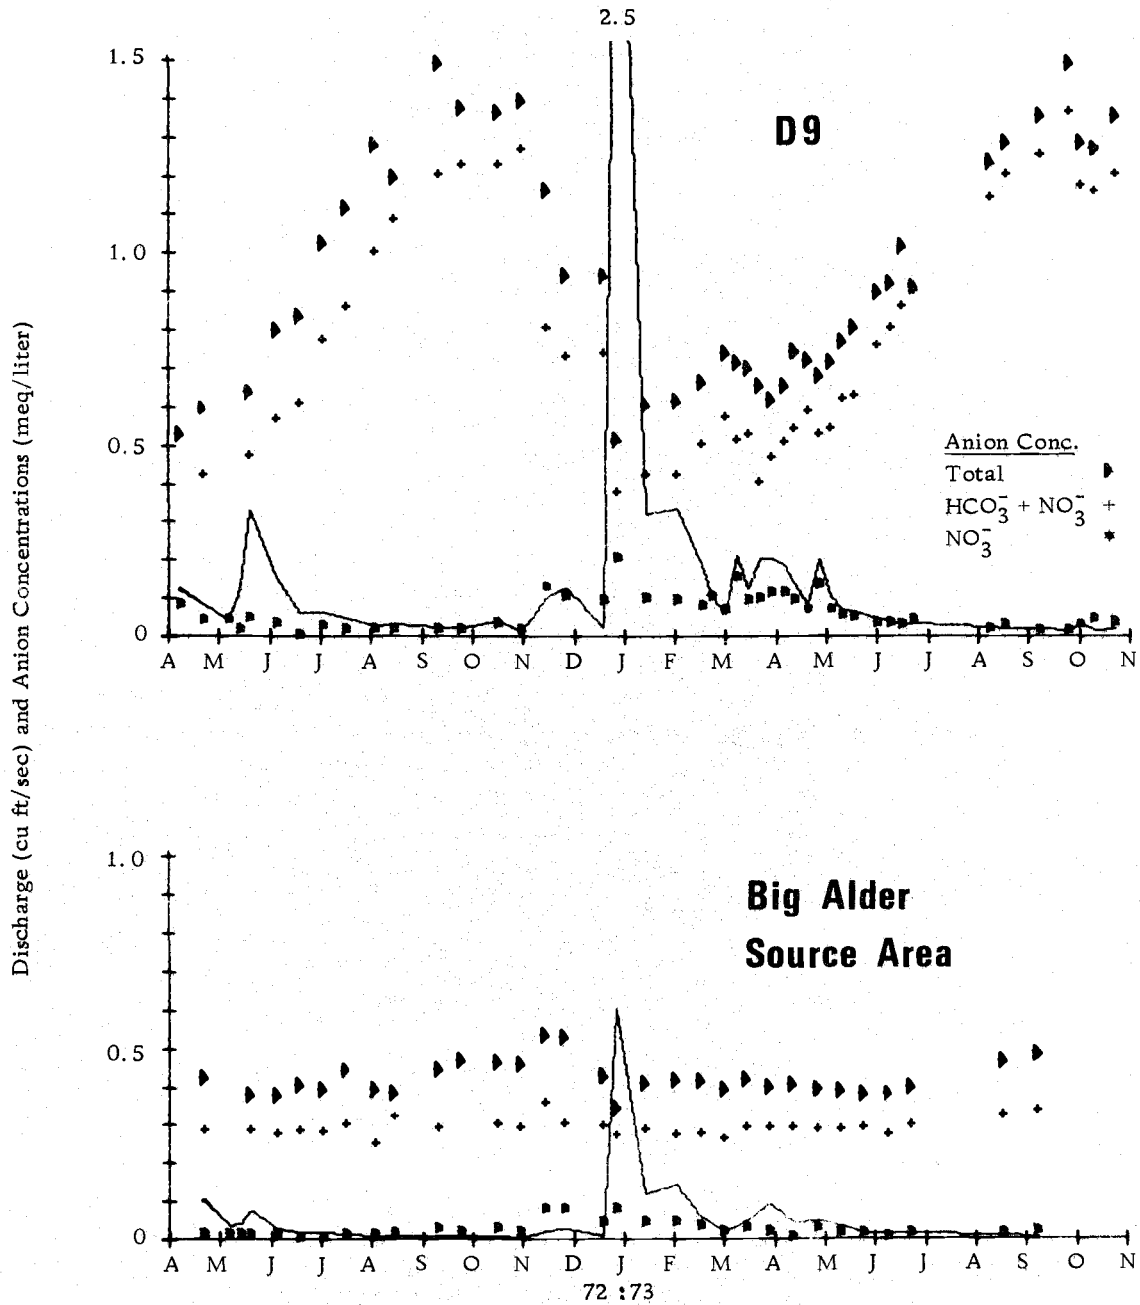 2.5
1.5
D9
1.0
Anion Conc.
Total
0.5
HCO₃⁻ + NO₃⁻ +
NO₃⁻ *
0
A M J J A S O N D J F M A M J J A S O N
Discharge (cu ft/sec) and Anion Concentrations (meq/liter)
1.0
Big Alder
Source Area
0.5
0
A M J J A S O N D J F M A M J J A S O N
72 : 73